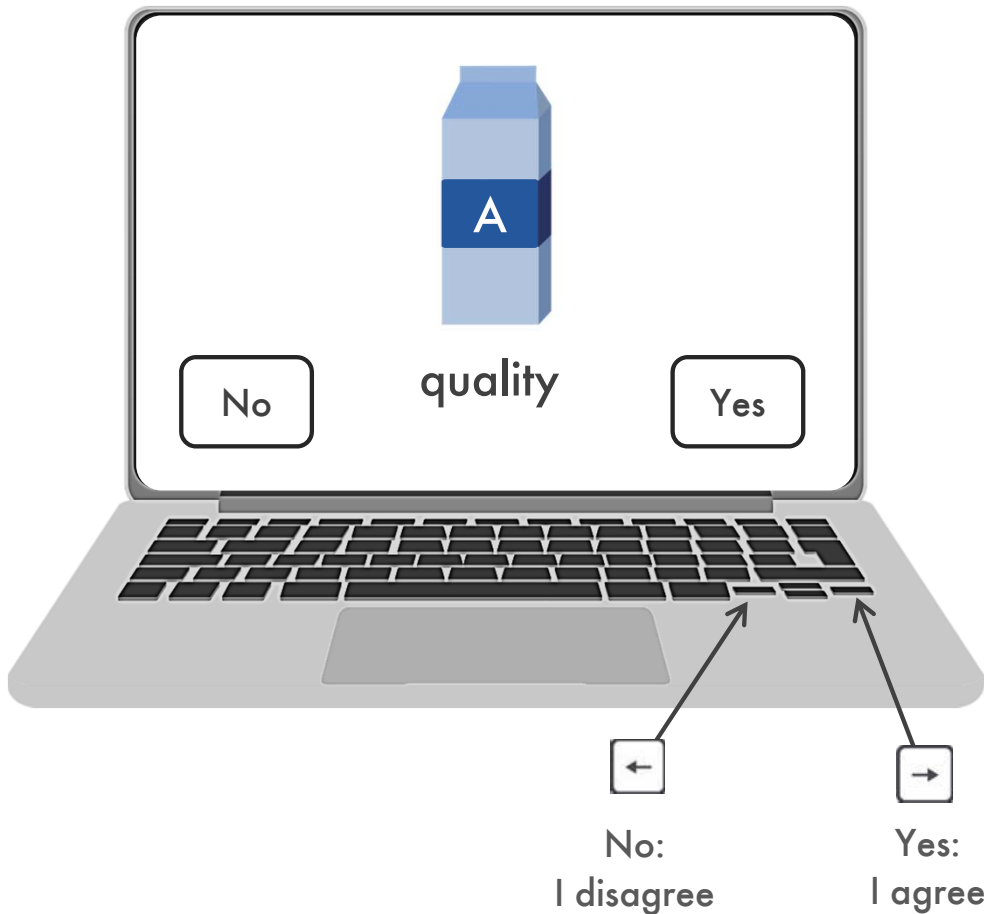 A
quality
No
Yes
←
→
No:
I disagree
Yes:
I agree